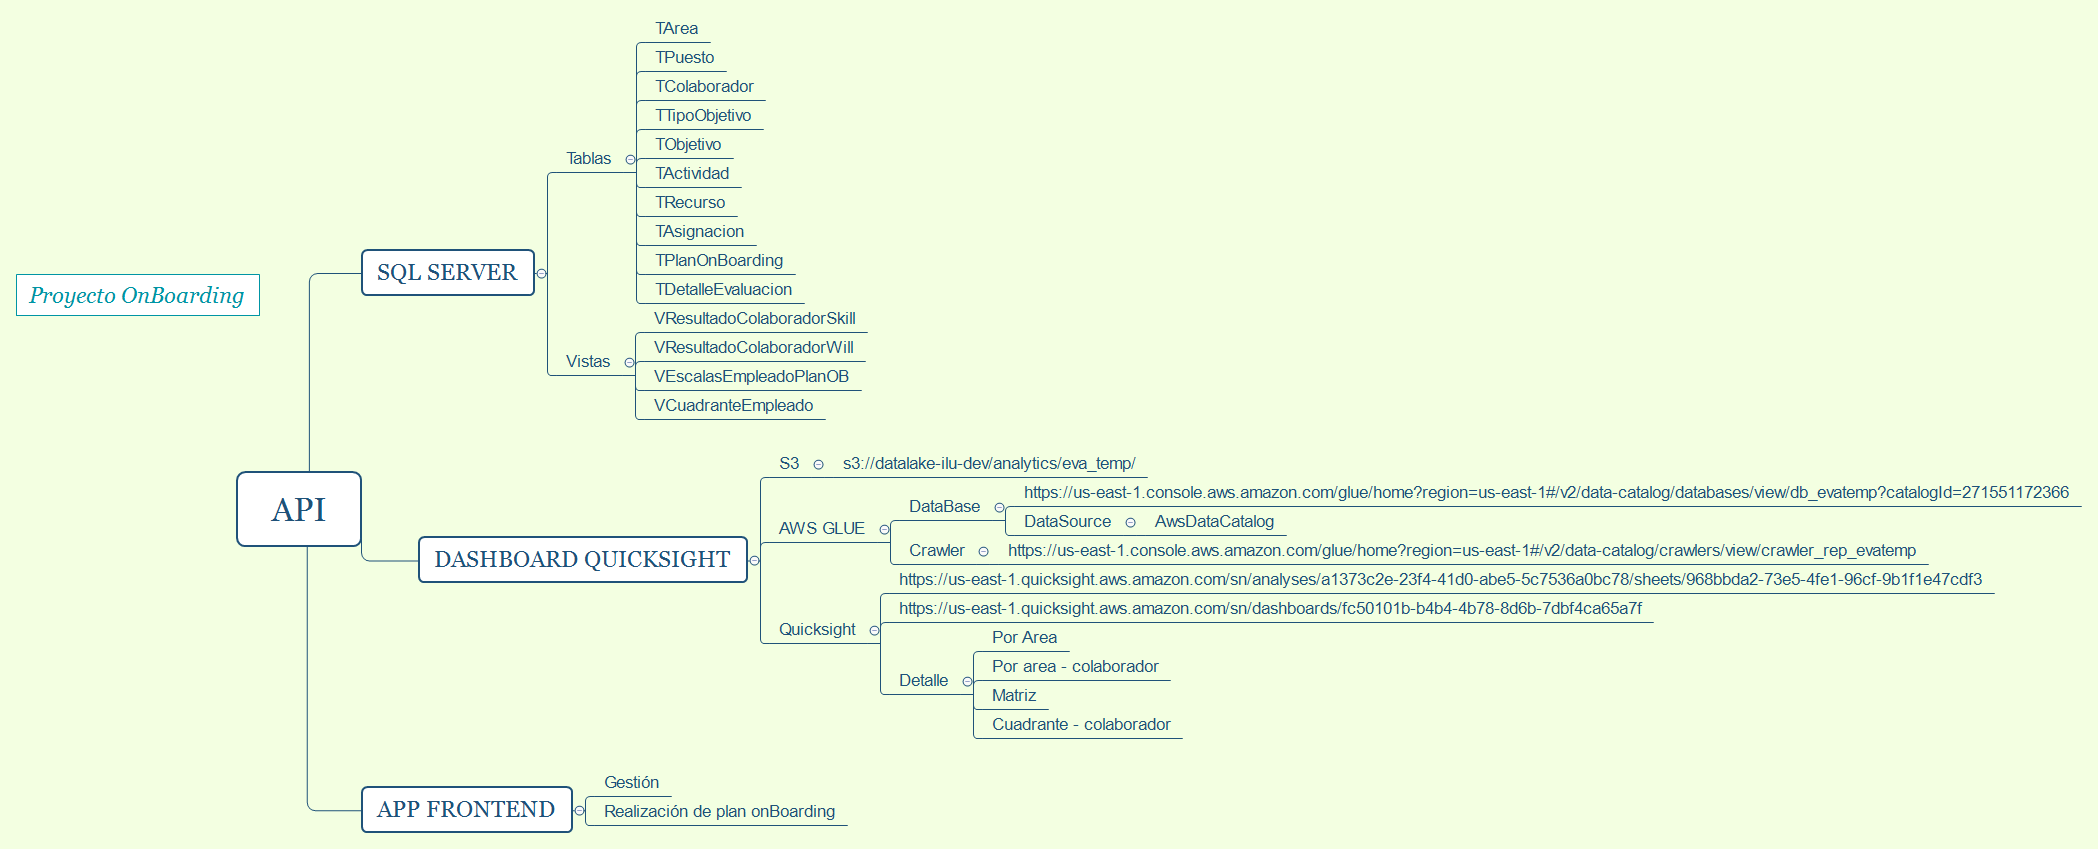 Proyecto OnBoarding
API
SQL SERVER
Tablas
TArea
TPuesto
TColaborador
TTipoObjetivo
TObjetivo
TActividad
TRecurso
TAsignacion
TPlanOnBoarding
TDetalleEvaluacion
Vistas
VResultadoColaboradorSkill
VResultadoColaboradorWill
VEscalasEmpleadoPlanOB
VCuadranteEmpleado
DASHBOARD QUICKSIGHT
S3
s3://datalake-ilu-dev/analytics/eva_temp/
AWS GLUE
DataBase
https://us-east-1.console.aws.amazon.com/glue/home?region=us-east-1#/v2/data-catalog/databases/view/db_evatemp?catalogId=271551172366
DataSource
AwsDataCatalog
Crawler
https://us-east-1.console.aws.amazon.com/glue/home?region=us-east-1#/v2/data-catalog/crawlers/view/crawler_rep_evatemp
Quicksight
https://us-east-1.quicksight.aws.amazon.com/sn/analyses/a1373c2e-23f4-41d0-abe5-5c7536a0bc78/sheets/968bbda2-73e5-4fe1-96cf-9b1f1e47cdf3
https://us-east-1.quicksight.aws.amazon.com/sn/dashboards/fc50101b-b4b4-4b78-8d6b-7dbf4ca65a7f
Detalle
Por Area
Por area - colaborador
Matriz
Cuadrante - colaborador
APP FRONTEND
Gestión
Realización de plan onBoarding